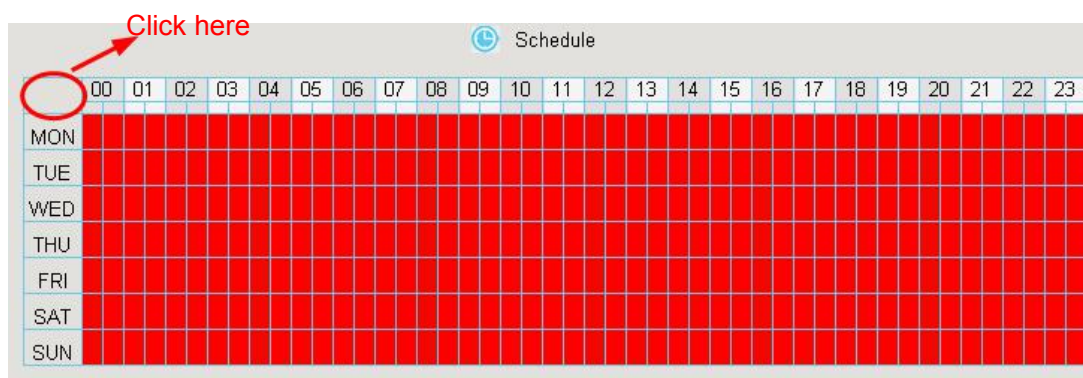 Click here
Schedule
00 01 02 03 04 05 06 07 08 09 10 11 12 13 14 15 16 17 18 19 20 21 22 23
MON
TUE
WED
THU
FRI
SAT
SUN